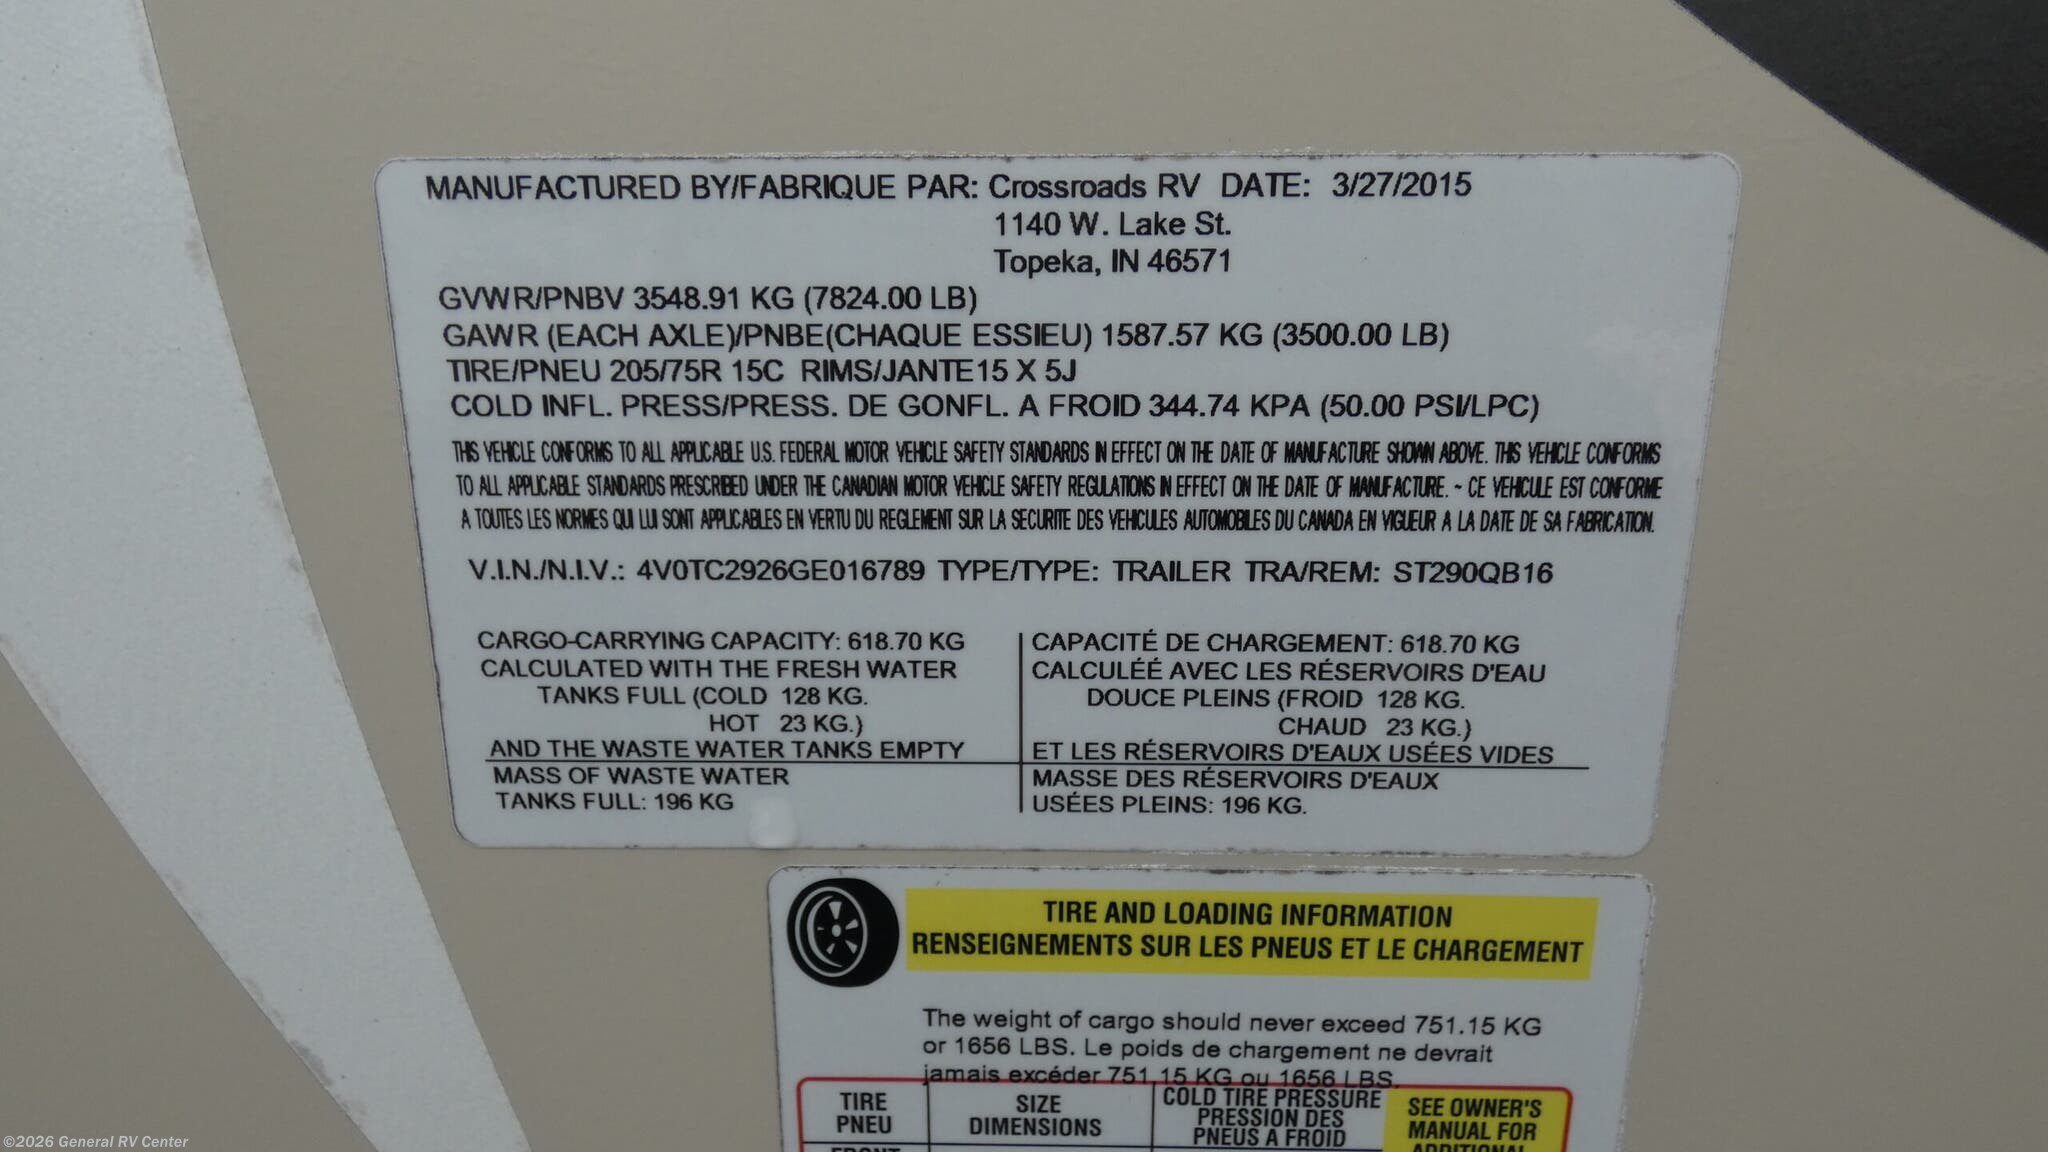 MANUFACTURED BY/FABRIQUE PAR: Crossroads RV DATE: 3/27/2015
1140 W. Lake St.
Topeka, IN 46571
GVWR/PNBV 3548.91 KG (7824.00 LB)
GAWR (EACH AXLE)/PNBE(CHAQUE ESSIEU) 1587.57 KG (3500.00 LB)
TIRE/PNEU 205/75R 15C RIMS/JANTE15 X 5J
COLD INFL. PRESS/PRESS. DE GONFL. A FROID 344.74 KPA (50.00 PSI/LPC)
THIS VEHICLE CONFORMS TO ALL APPLICABLE U.S. FEDERAL MOTOR VEHICLE SAFETY STANDARDS IN EFFECT ON THE DATE OF MANUFACTURE SHOWN ABOVE. THIS VEHICLE CONFORMS
TO ALL APPLICABLE STANDARDS PRESCRIBED UNDER THE CANADIAN MOTOR VEHICLE SAFETY REGULATIONS IN EFFECT ON THE DATE OF MANUFACTURE. ~ CE VEHICULE EST CONFORME
A TOUTES LES NORMES QUI LUI SONT APPLICABLES EN VERTU DU REGLEMENT SUR LA SECURITE DES VEHICULES AUTOMOBILES DU CANADA EN VIGUEUR A LA DATE DE SA FABRICATION.
V.I.N./N.I.V.: 4V0TC2926GE016789 TYPE/TYPE: TRAILER TRA/REM: ST290QB16
CARGO-CARRYING CAPACITY: 618.70 KG
CALCULATED WITH THE FRESH WATER
TANKS FULL (COLD 128 KG.
HOT 23 KG.)
AND THE WASTE WATER TANKS EMPTY
MASS OF WASTE WATER
TANKS FULL: 196 KG
CAPACITÉ DE CHARGEMENT: 618.70 KG
CALCULÉÉ AVEC LES RÉSERVOIRS D'EAU
DOUCE PLEINS (FROID 128 KG.
CHAUD 23 KG.)
ET LES RÉSERVOIRS D'EAUX USÉES VIDES
MASSE DES RÉSERVOIRS D'EAUX
USÉES PLEINS: 196 KG.
TIRE AND LOADING INFORMATION
RENSEIGNEMENTS SUR LES PNEUS ET LE CHARGEMENT
The weight of cargo should never exceed 751.15 KG
or 1656 LBS. Le poids de chargement ne devrait
jamais excéder 751.15 KG ou 1656 LBS.
TIRE
PNEU
SIZE
DIMENSIONS
COLD TIRE PRESSURE
PRESSION DES
PNEUS A FROID
SEE OWNER'S
MANUAL FOR
ADDITIONAL
FRONT
©2026 General RV Center